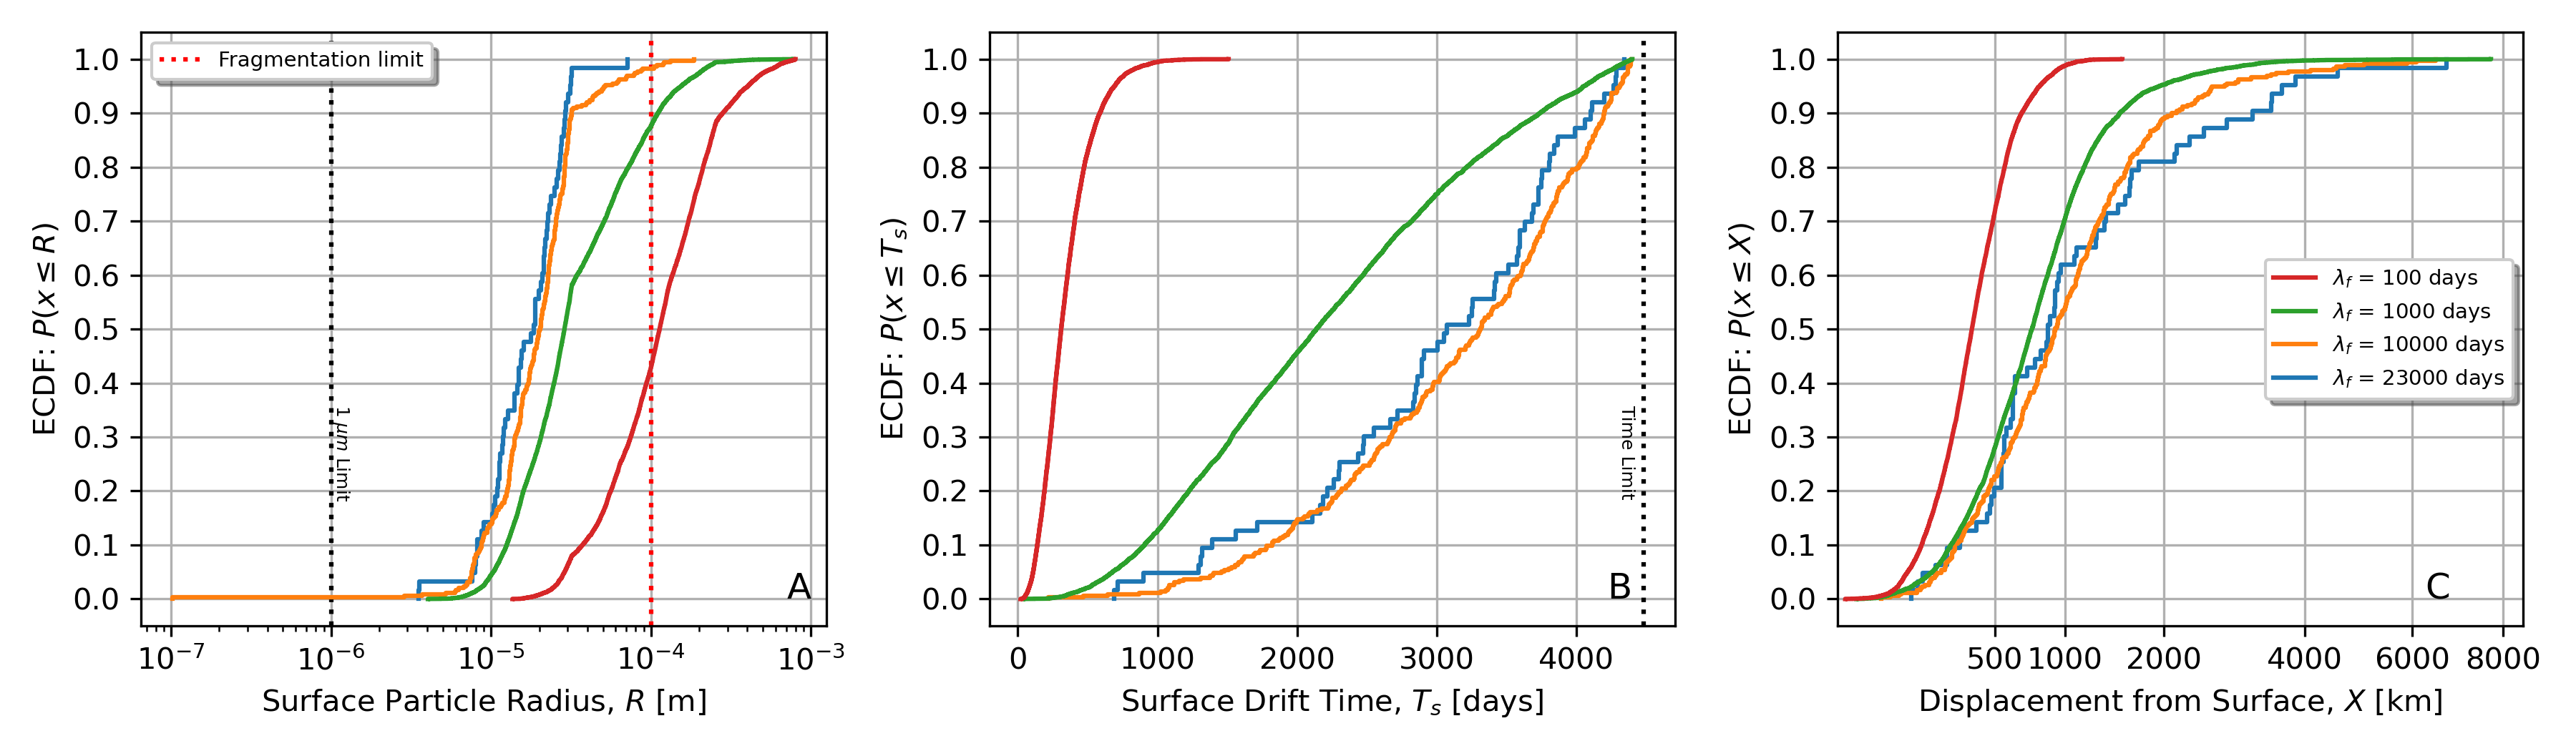 Fragmentation limit
ECDF: P(x ≤ R)
1.0
0.9
0.8
0.7
0.6
0.5
0.4
0.3
0.2
0.1
0.0
1 μm Limit
A
10⁻⁷ 10⁻⁶ 10⁻⁵ 10⁻⁴ 10⁻³
Surface Particle Radius, R [m]
ECDF: P(x ≤ Tₛ)
1.0
0.9
0.8
0.7
0.6
0.5
0.4
0.3
0.2
0.1
0.0
Time Limit
B
0 1000 2000 3000 4000
Surface Drift Time, Tₛ [days]
ECDF: P(x ≤ X)
1.0
0.9
0.8
0.7
0.6
0.5
0.4
0.3
0.2
0.1
0.0
λ_f = 100 days
λ_f = 1000 days
λ_f = 10000 days
λ_f = 23000 days
C
500 1000 2000 4000 6000 8000
Displacement from Surface, X [km]